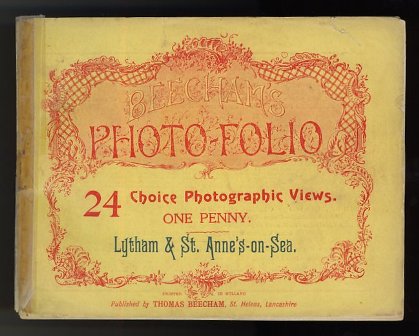 BEECHAM'S
PHOTO-FOLIO
24 Choice Photographic Views.
ONE PENNY.
Lytham & St. Anne's-on-Sea.
PRINTED IN HOLLAND
Published by THOMAS BEECHAM, St. Helens, Lancashire